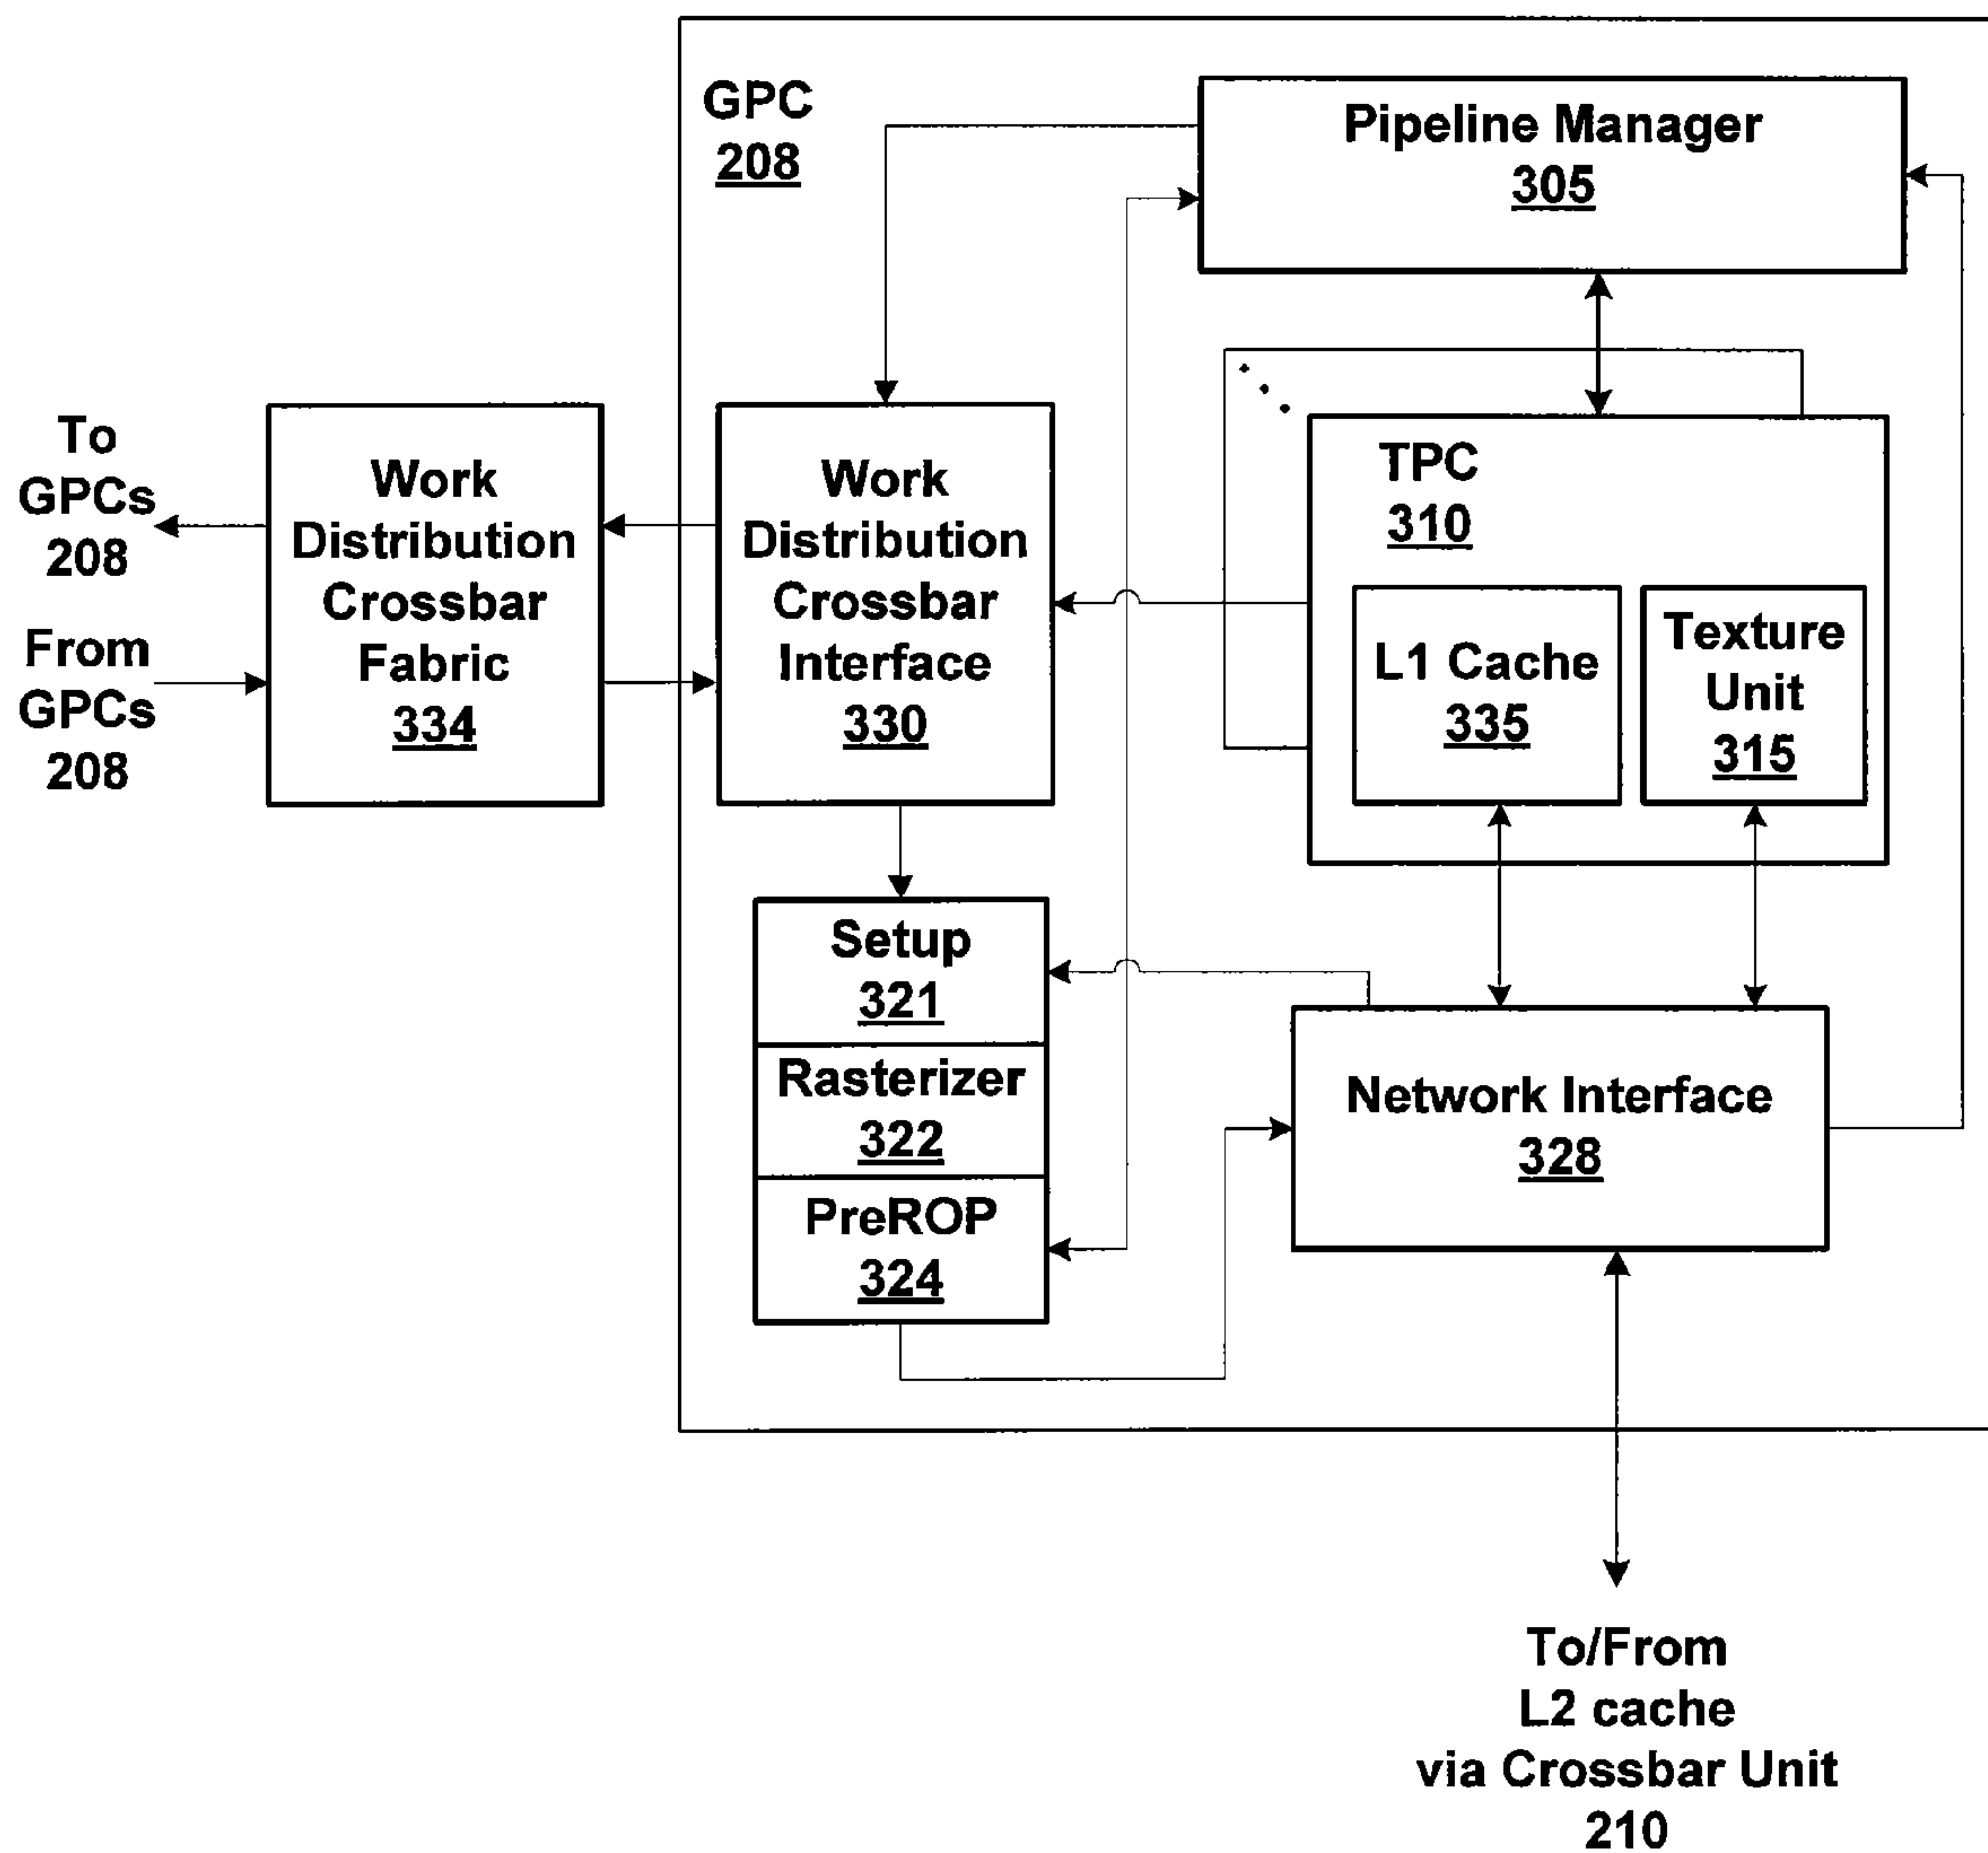 GPC
208
Pipeline Manager
305
To
GPCs
208
From
GPCs
208
Work
Distribution
Crossbar
Fabric
334
Work
Distribution
Crossbar
Interface
330
TPC
310
L1 Cache
335
Texture
Unit
315
Setup
321
Rasterizer
322
PreROP
324
Network Interface
328
To/From
L2 cache
via Crossbar Unit
210